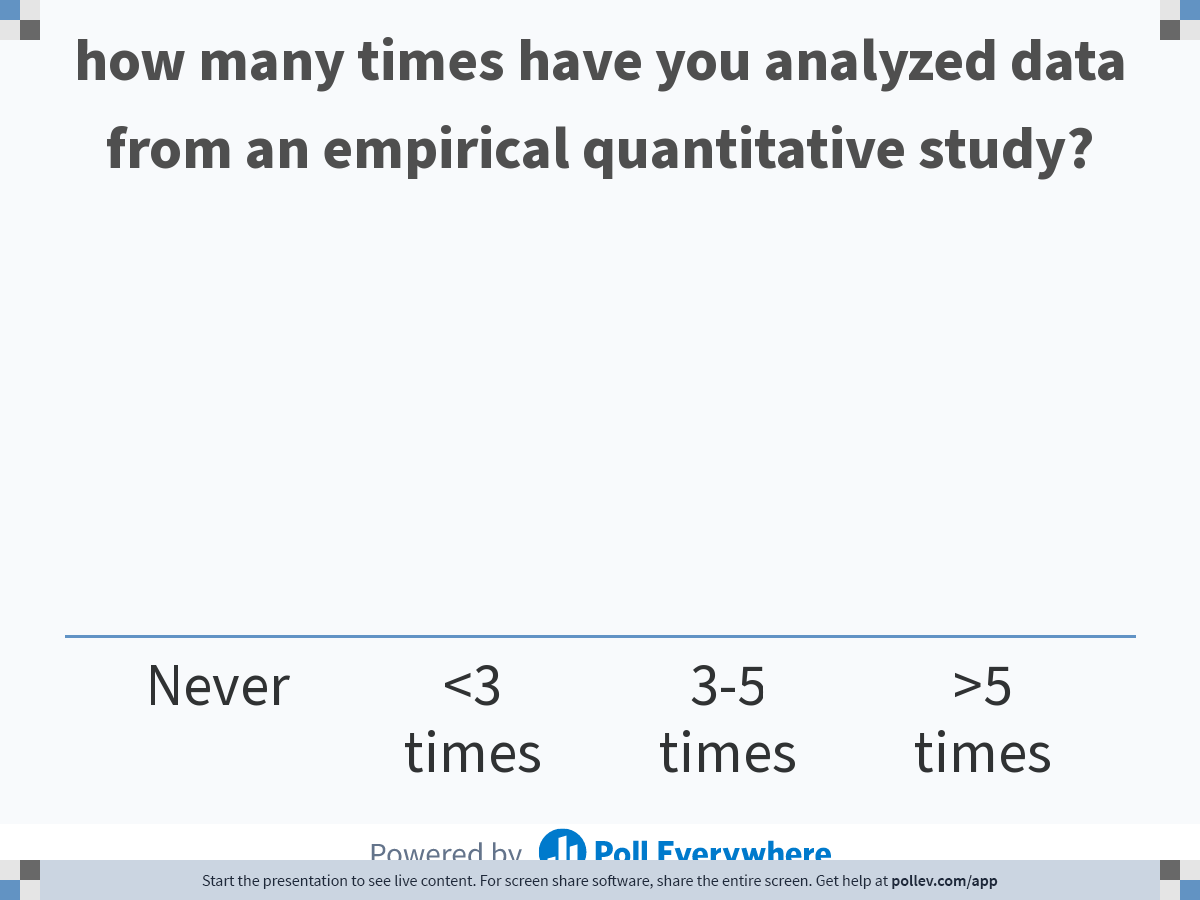 how many times have you analyzed data
from an empirical quantitative study?
Never
<3
times
3-5
times
>5
times
Powered by Poll Everywhere
Start the presentation to see live content. For screen share software, share the entire screen. Get help at pollev.com/app